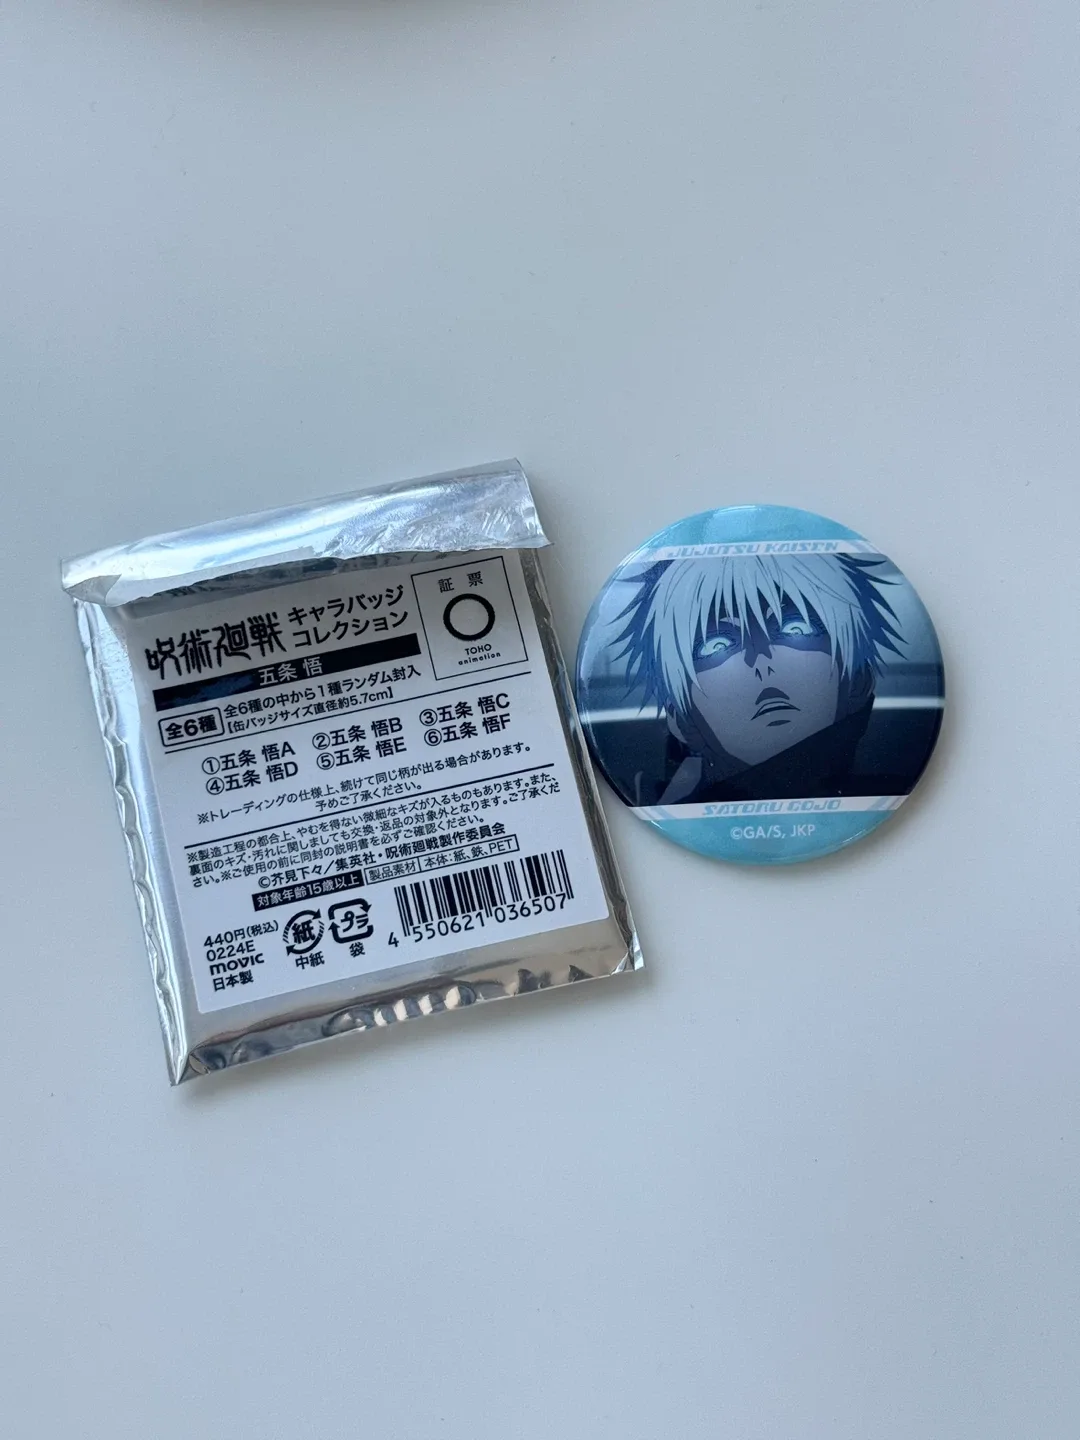 呪術廻戦 キャラバッジ
コレクション
五条 悟
証 票
TOHO
animation
全6種 全6種の中から1種ランダム封入
【缶バッジサイズ直径約5.7cm】
①五条 悟A ②五条 悟B ③五条 悟C
④五条 悟D ⑤五条 悟E ⑥五条 悟F
※トレーディングの仕様上、続けて同じ柄が出る場合があります。
予めご了承ください。
※製造工程の都合上、やむを得ない微細なキズが入るものもあります。また、
裏面のキズ・汚れに関しましても交換・返品の対象外となります。ご了承くだ
さい。※ご使用の前に同封の説明書を必ずご確認ください。
©芥見下々／集英社・呪術廻戦製作委員会
対象年齢15歳以上 製品素材 本体:紙、鉄、PET
440円(税込)
0224E
movic
日本製
紙
中紙
プラ
袋
4 550621 036507
JUJUTSU KAISEN
SATORU GOJO
©GA/S, JKP